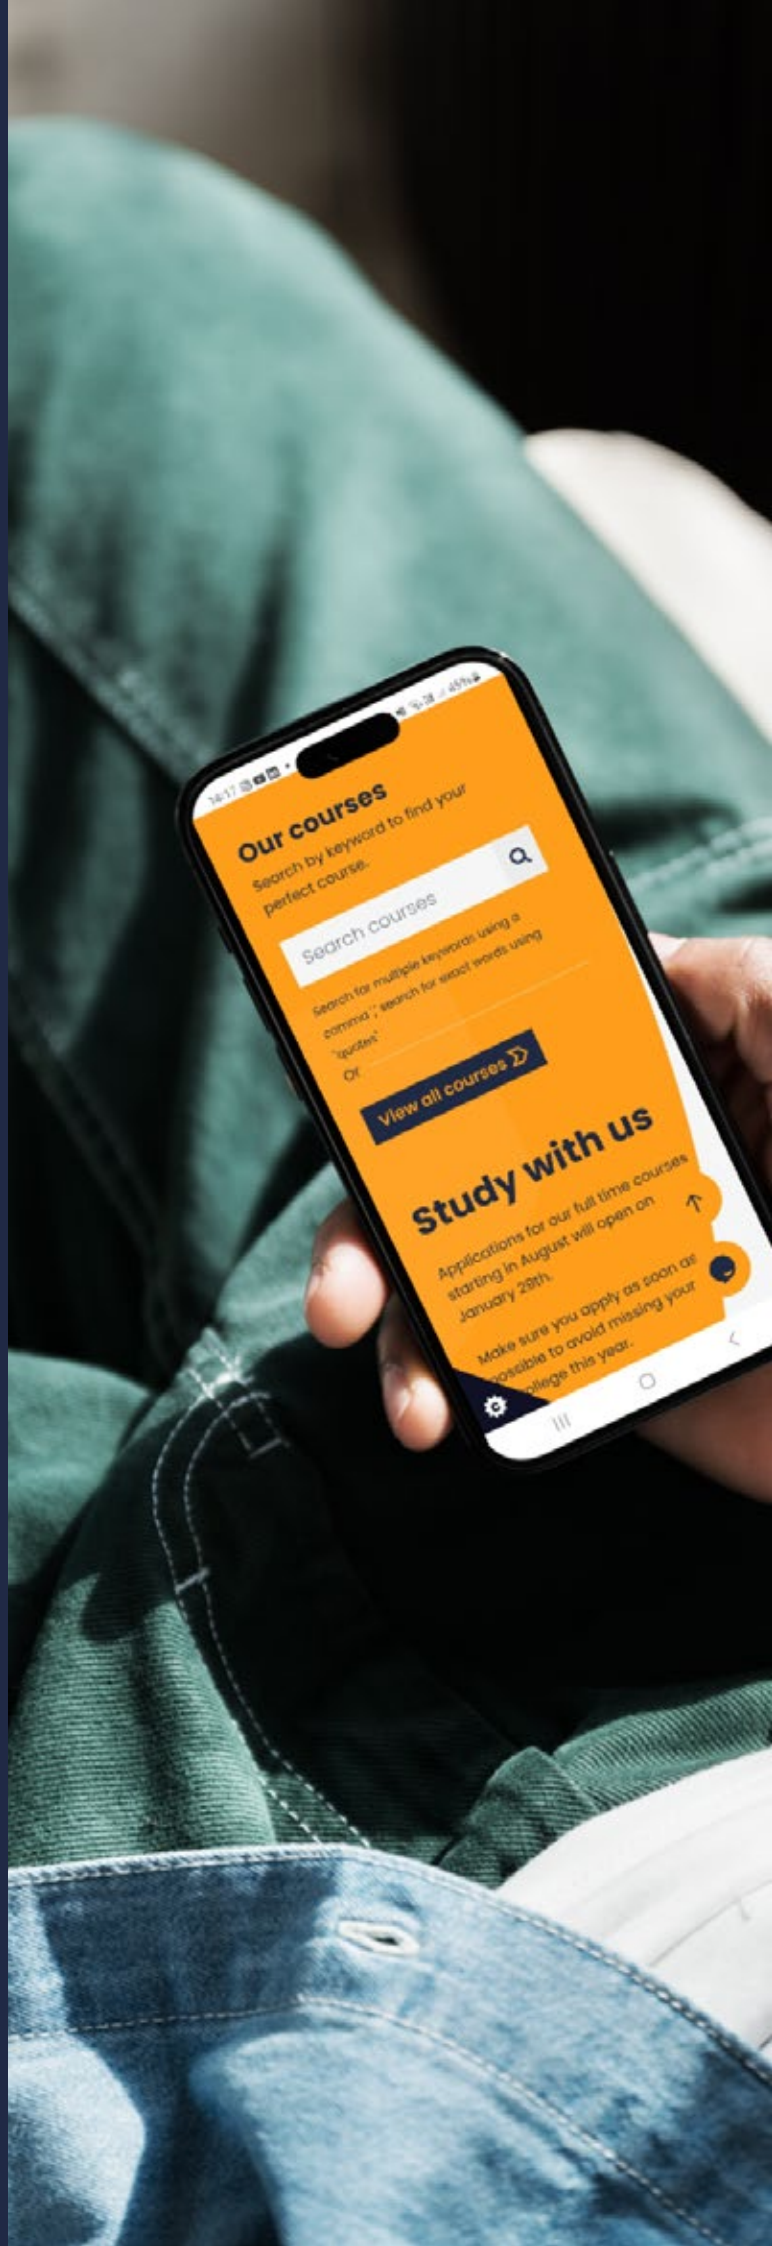 14:17
45%
Our courses
Search by keyword to find your
perfect course.
Search courses
Search for multiple keywords using a
comma ','; search for exact words using
"quotes"
Or
View all courses
Study with us
Applications for our full time courses
starting in August will open on
January 29th.
Make sure you apply as soon as
possible to avoid missing your
college this year.